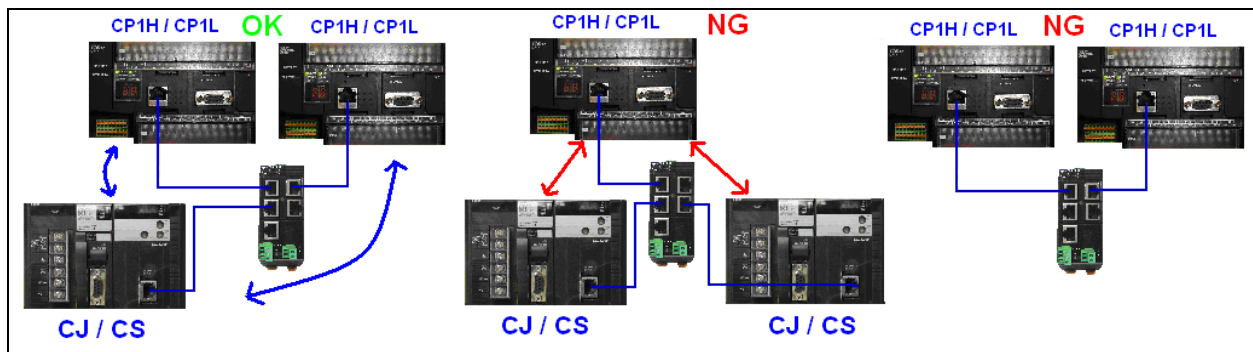 CP1H / CP1L OK CP1H / CP1L
CJ / CS
CP1H / CP1L NG
CJ / CS CJ / CS
CP1H / CP1L NG CP1H / CP1L